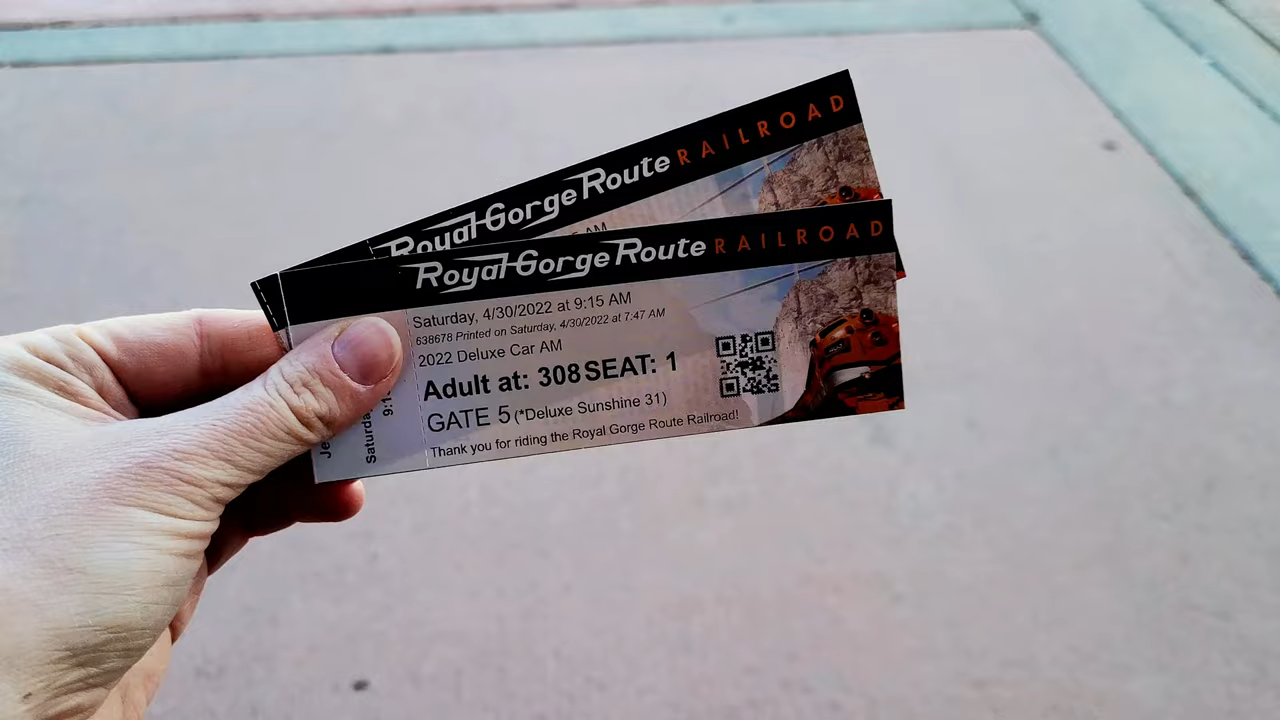 Royal Gorge Route RAILROAD
AM
Royal Gorge Route RAILROAD
Saturday, 4/30/2022 at 9:15 AM
638678 Printed on Saturday, 4/30/2022 at 7:47 AM
2022 Deluxe Car AM
Adult at: 308 SEAT: 1
GATE 5 (*Deluxe Sunshine 31)
Thank you for riding the Royal Gorge Route Railroad!
Saturday